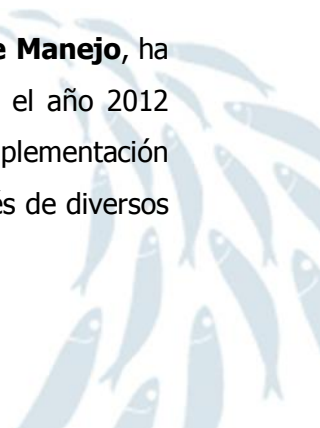 e Manejo, ha
el año 2012
plementación
és de diversos